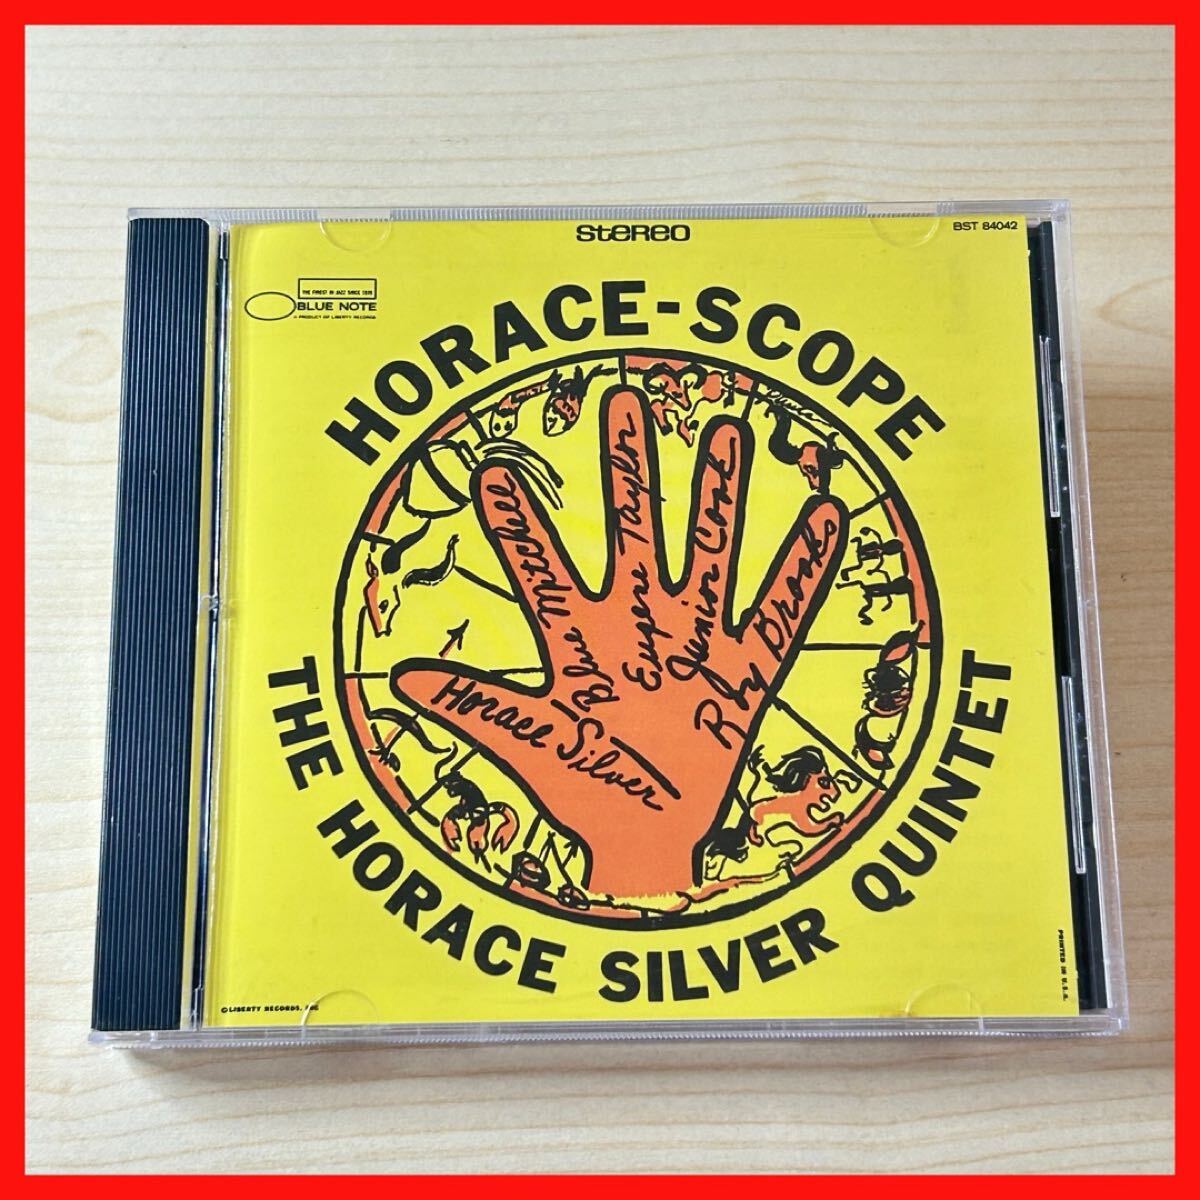 stereo
BST 84042
THE FINEST IN JAZZ SINCE 1939
BLUE NOTE
A PRODUCT OF LIBERTY RECORDS
HORACE-SCOPE
Horace Silver
Blue Mitchell
Eugene Taylor
Junior Cook
Roy Brooks
THE HORACE SILVER QUINTET
© LIBERTY RECORDS, INC
PRINTED IN U.S.A.